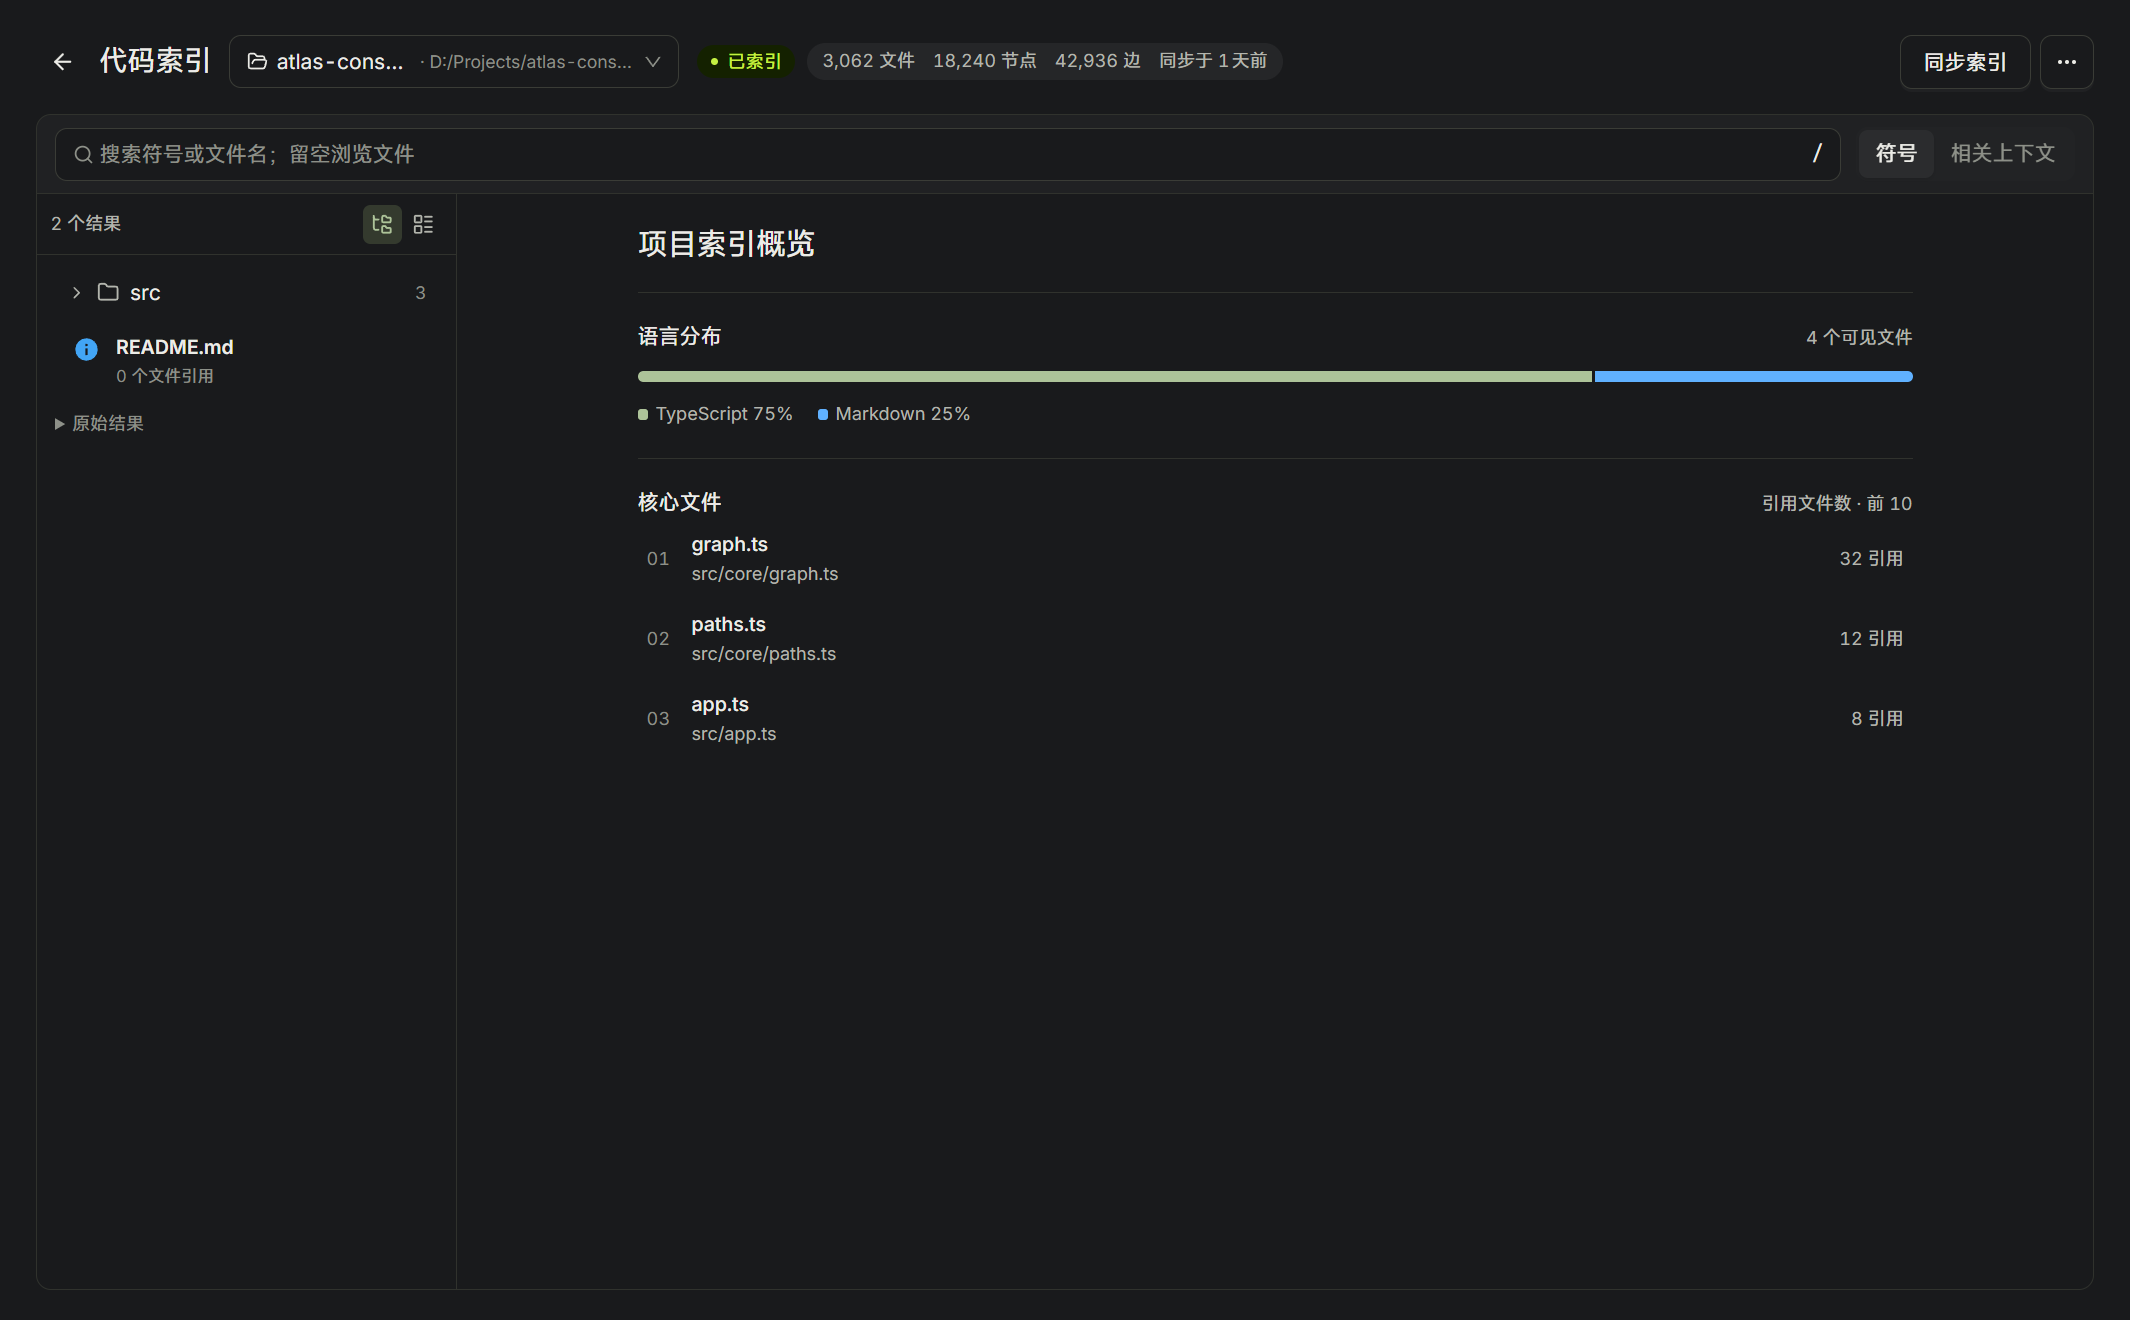 代码索引
atlas-cons... · D:/Projects/atlas-cons...
已索引
3,062 文件 18,240 节点 42,936 边 同步于 1 天前
同步索引
搜索符号或文件名；留空浏览文件
/
符号
相关上下文
2 个结果
src 3
README.md
0 个文件引用
原始结果
项目索引概览
语言分布
4 个可见文件
TypeScript 75% Markdown 25%
核心文件
引用文件数 · 前 10
01
graph.ts
src/core/graph.ts
32 引用
02
paths.ts
src/core/paths.ts
12 引用
03
app.ts
src/app.ts
8 引用